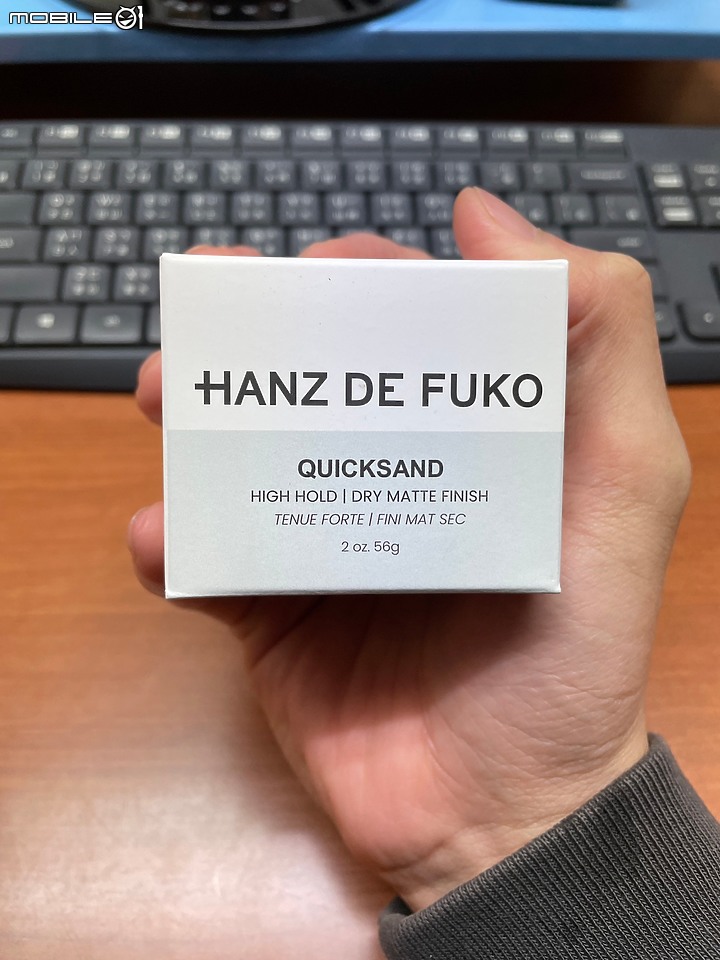 MOBILE01
HANZ DE FUKO
QUICKSAND
HIGH HOLD | DRY MATTE FINISH
TENUE FORTE | FINI MAT SEC
2 oz. 56g